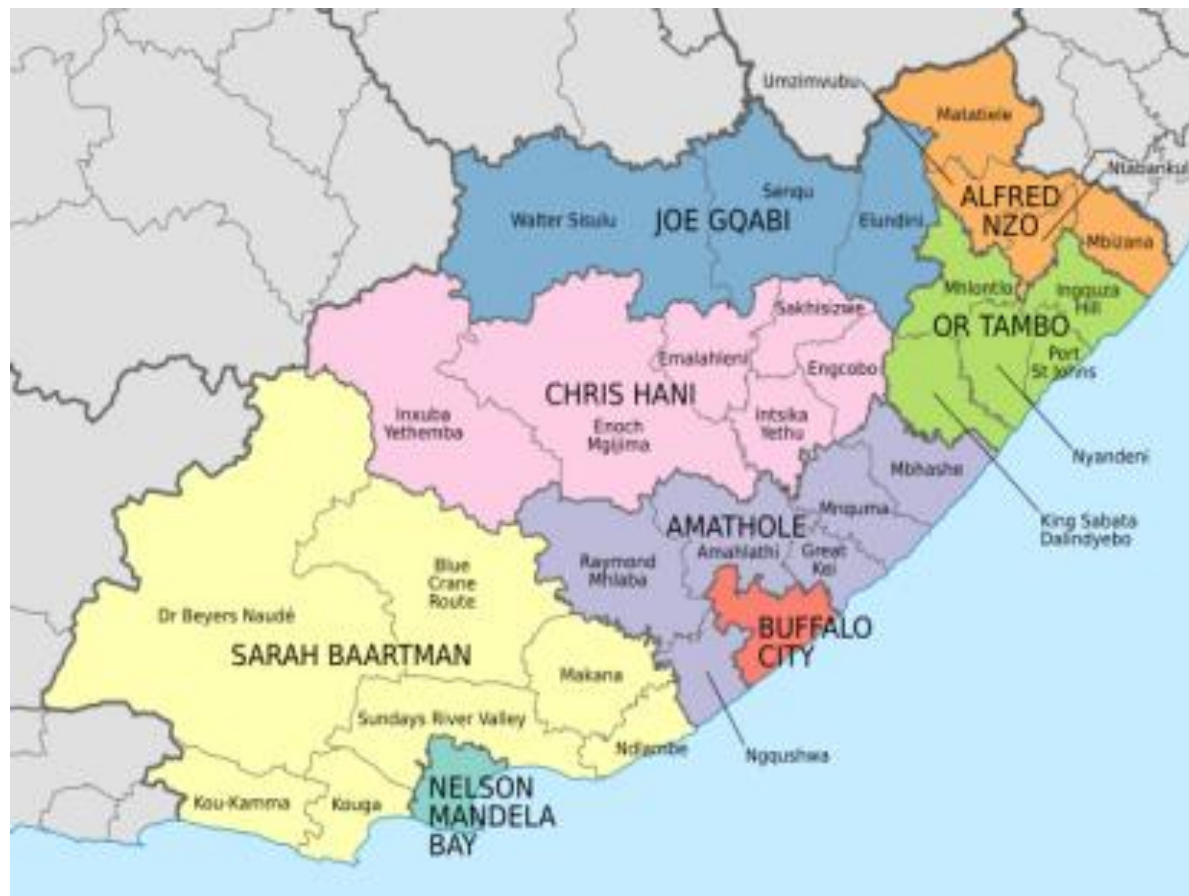 Umzimvubu
Matatiele
Ntabankul
ALFRED
NZO
Mbizana
Walter Sisulu
JOE GQABI
Senqu
Elundini
Mhlontlo
Ingquza
Hill
OR TAMBO
Port
St Johns
Nyandeni
King Sabata
Dalindyebo
Sakhisizwe
Emalahleni
Engcobo
CHRIS HANI
Inxuba
Yethemba
Enoch
Mgijima
Intsika
Yethu
Mbhashe
Mnquma
AMATHOLE
Amahlathi
Great
Kei
Raymond
Mhlaba
BUFFALO
CITY
Ngqushwa
Blue
Crane
Route
Dr Beyers Naudé
SARAH BAARTMAN
Makana
Sundays River Valley
Ndlambe
Kou-Kamma
Kouga
NELSON
MANDELA
BAY